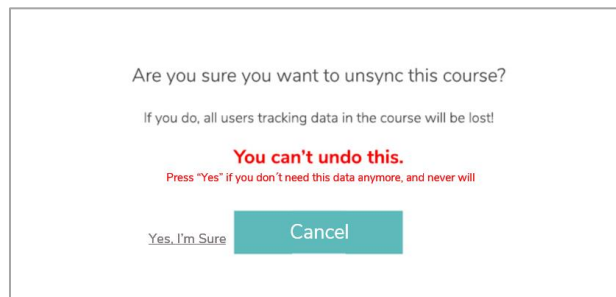 Are you sure you want to unsync this course?
If you do, all users tracking data in the course will be lost!
You can't undo this.
Press "Yes" if you don´t need this data anymore, and never will
Yes, I'm Sure
Cancel